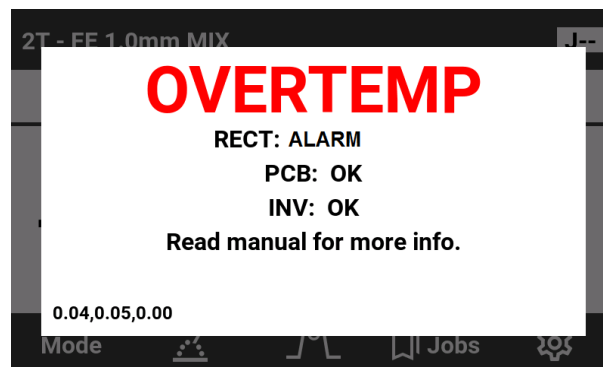 2T - FE 1.0mm MIX
J--
OVERTEMP
RECT: ALARM
PCB: OK
INV: OK
Read manual for more info.
0.04,0.05,0.00
Mode
Jobs